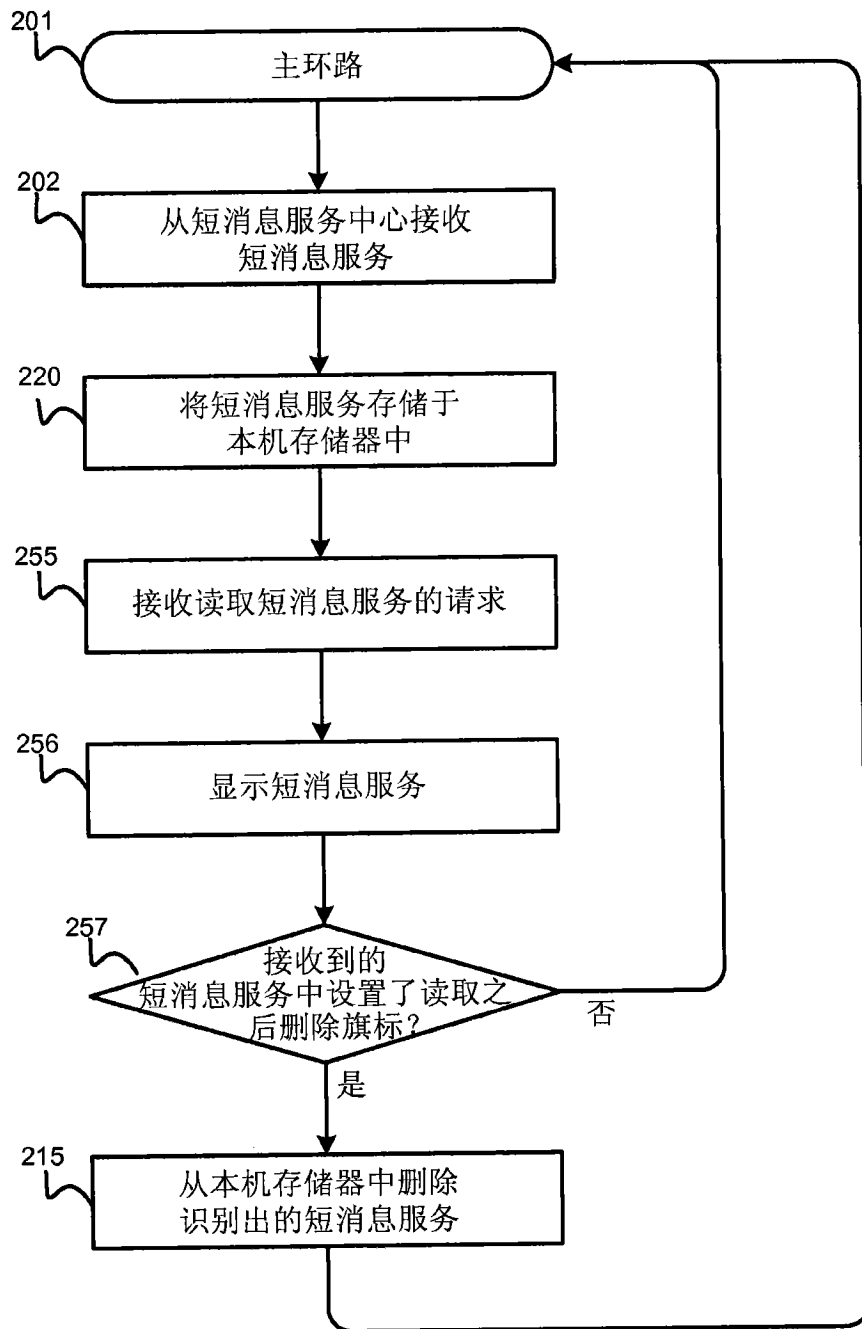 201
主环路
202
从短消息服务中心接收
短消息服务
220
将短消息服务存储于
本机存储器中
255
接收读取短消息服务的请求
256
显示短消息服务
257
接收到的
短消息服务中设置了读取之
后删除旗标？
否
是
215
从本机存储器中删除
识别出的短消息服务